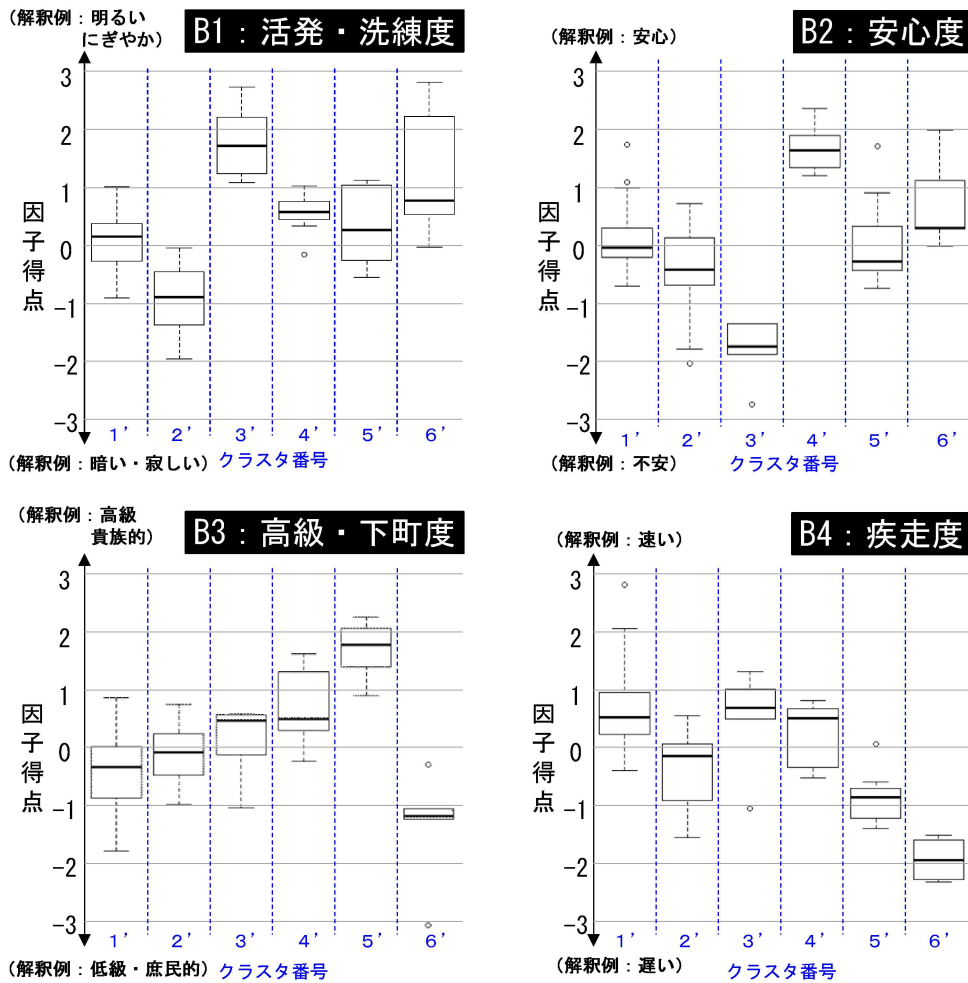 （解釈例：明るい
にぎやか）
B1：活発・洗練度
3
2
1
0
-1
-2
-3
因子得点
1’ 2’ 3’ 4’ 5’ 6’
（解釈例：暗い・寂しい） クラスタ番号
（解釈例：安心）
B2：安心度
3
2
1
0
-1
-2
-3
因子得点
1’ 2’ 3’ 4’ 5’ 6’
（解釈例：不安） クラスタ番号
（解釈例：高級
貴族的）
B3：高級・下町度
3
2
1
0
-1
-2
-3
因子得点
1’ 2’ 3’ 4’ 5’ 6’
（解釈例：低級・庶民的） クラスタ番号
（解釈例：速い）
B4：疾走度
3
2
1
0
-1
-2
-3
因子得点
1’ 2’ 3’ 4’ 5’ 6’
（解釈例：遅い） クラスタ番号